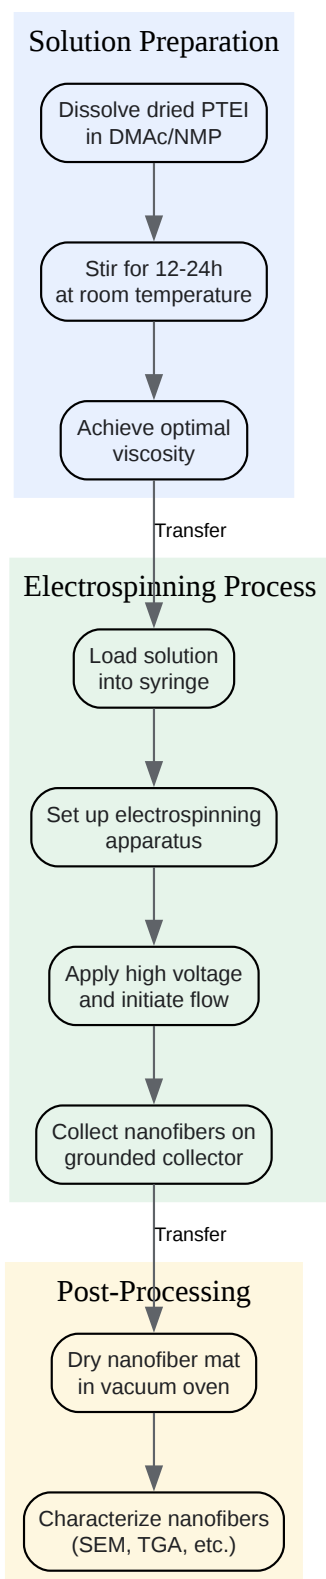 Solution Preparation
Dissolve dried PTEI
in DMAc/NMP
Stir for 12-24h
at room temperature
Achieve optimal
viscosity
Transfer
Electrospinning Process
Load solution
into syringe
Set up electrospinning
apparatus
Apply high voltage
and initiate flow
Collect nanofibers on
grounded collector
Transfer
Post-Processing
Dry nanofiber mat
in vacuum oven
Characterize nanofibers
(SEM, TGA, etc.)